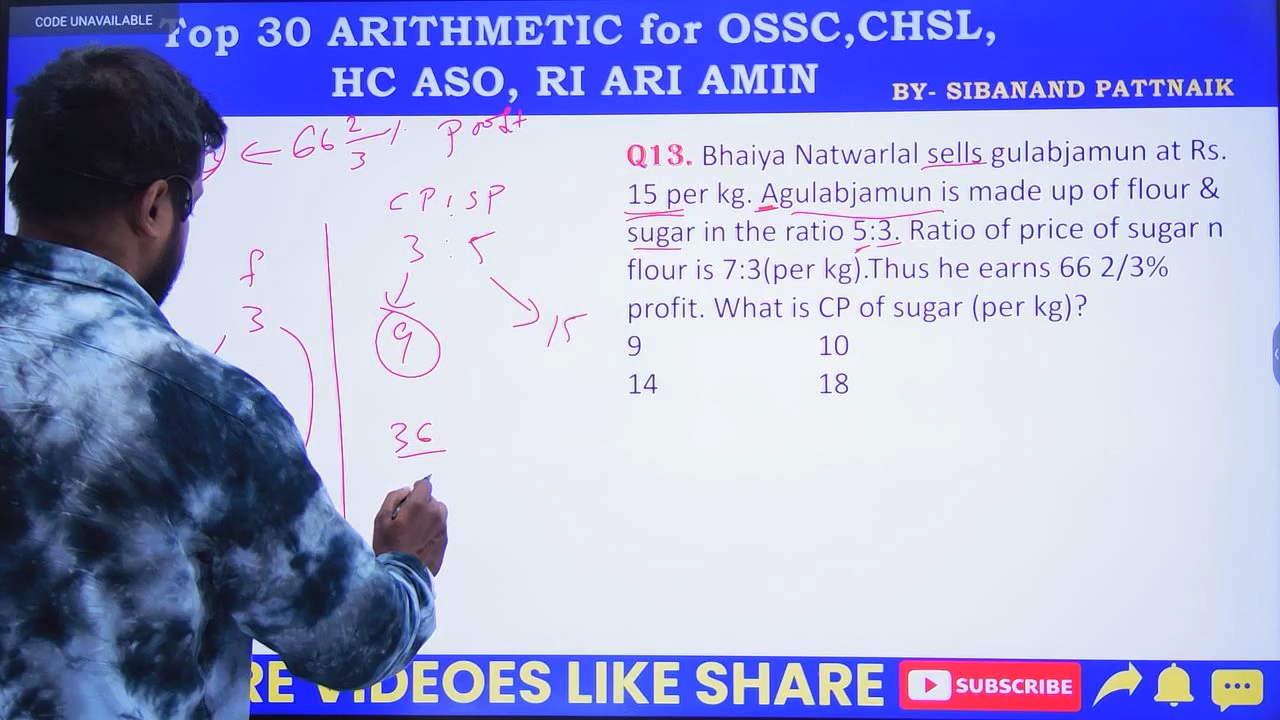 CODE UNAVAILABLE
Top 30 ARITHMETIC for OSSC,CHSL,
HC ASO, RI ARI AMIN
BY- SIBANAND PATTNAIK
← 66 2/3 % Profit
CP : SP
3 : 5
9
15
36
f
3
Q13. Bhaiya Natwarlal sells gulabjamun at Rs.
15 per kg. Agulabjamun is made up of flour &
sugar in the ratio 5:3. Ratio of price of sugar n
flour is 7:3(per kg).Thus he earns 66 2/3%
profit. What is CP of sugar (per kg)?
9 10
14 18
RE VIDEOES LIKE SHARE
SUBSCRIBE